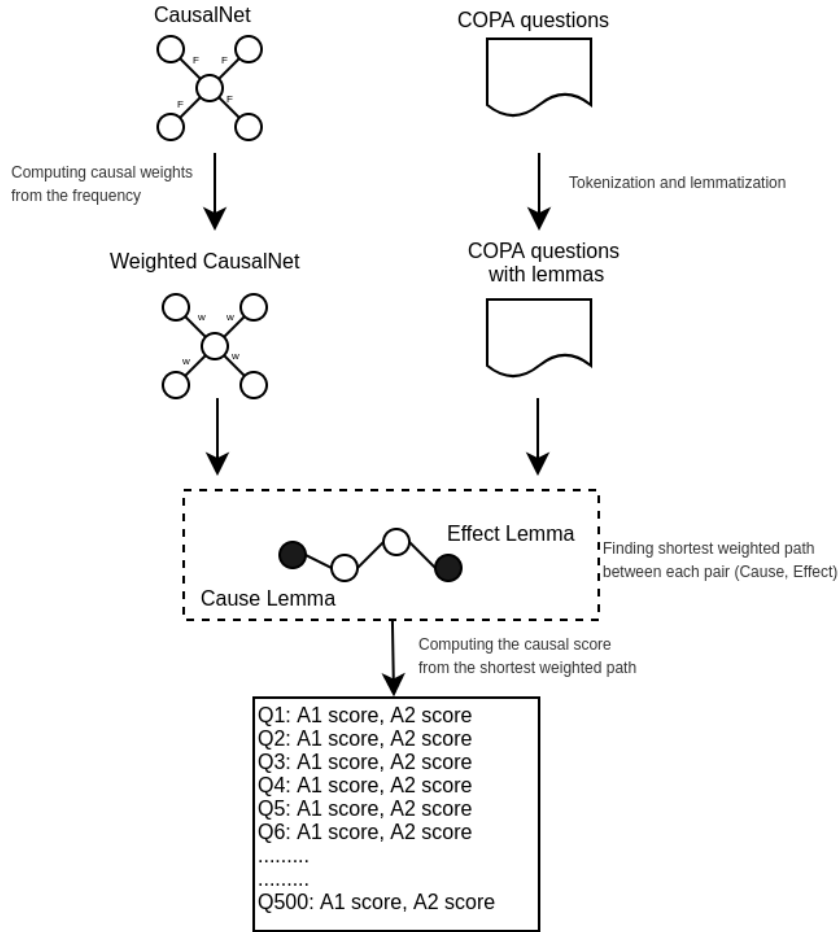 CausalNet
COPA questions
F
F
F
F
Computing causal weights
from the frequency
Tokenization and lemmatization
Weighted CausalNet
COPA questions
with lemmas
w
w
w
w
Effect Lemma
Cause Lemma
Finding shortest weighted path
between each pair (Cause, Effect)
Computing the causal score
from the shortest weighted path
Q1: A1 score, A2 score
Q2: A1 score, A2 score
Q3: A1 score, A2 score
Q4: A1 score, A2 score
Q5: A1 score, A2 score
Q6: A1 score, A2 score
.........
.........
Q500: A1 score, A2 score